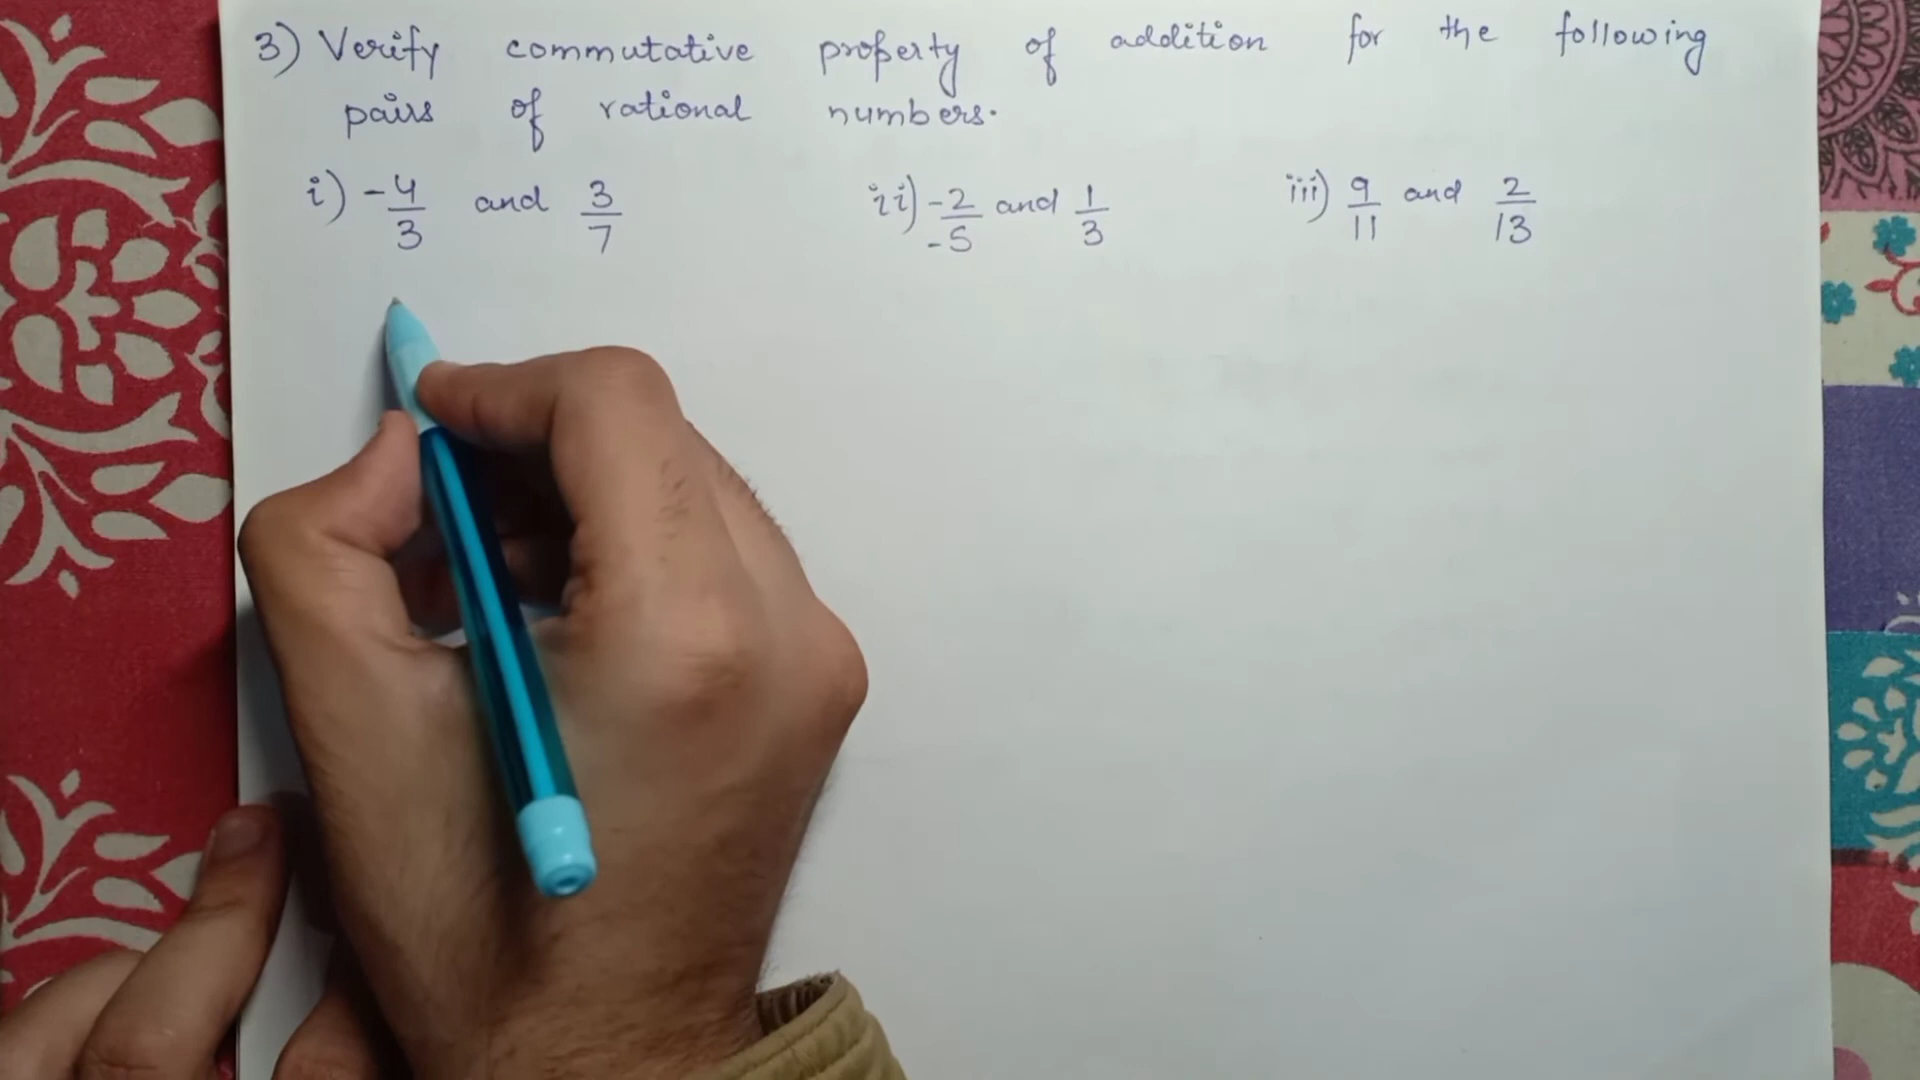 3) Verify commutative property of addition for the following
pairs of rational numbers.
i) -4/3 and 3/7 ii) -2/-5 and 1/3 iii) 9/11 and 2/13